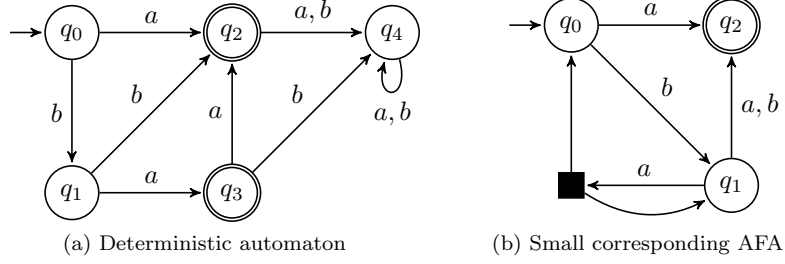 q0 a q2 a, b q4
b b a b a, b
q1 a q3
(a) Deterministic automaton
q0 a q2
b a, b
a q1
(b) Small corresponding AFA